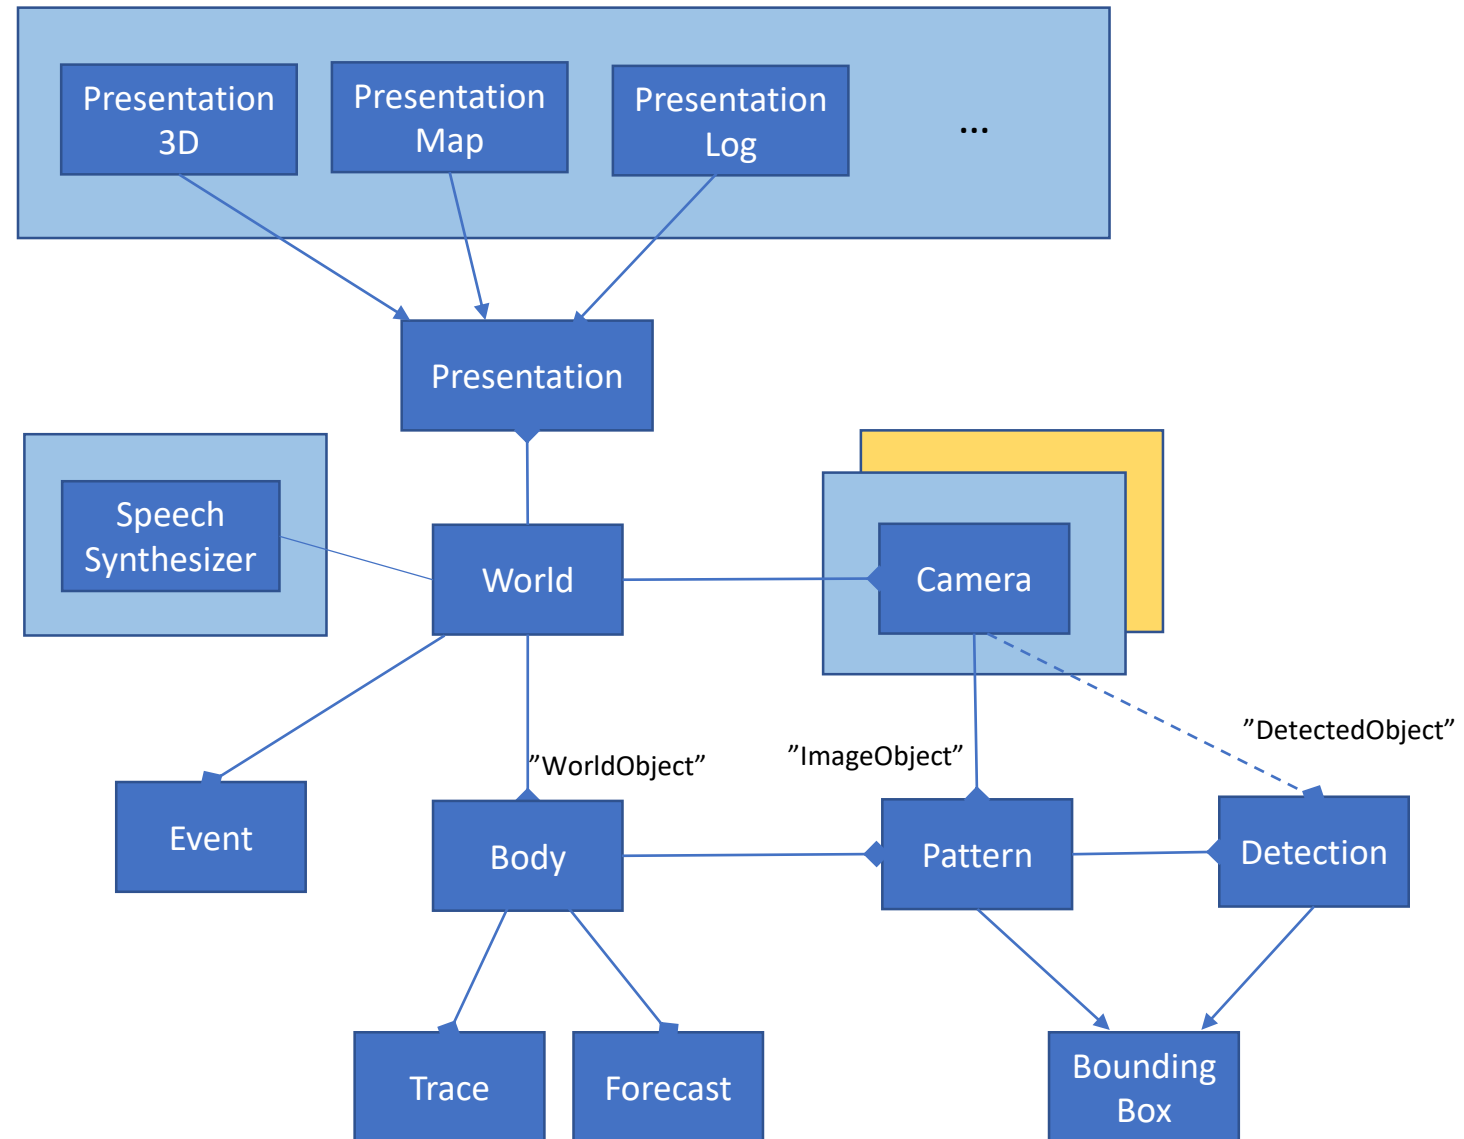 Presentation
3D
Presentation
Map
Presentation
Log
...
Presentation
Speech
Synthesizer
World
Camera
”WorldObject”
”ImageObject”
”DetectedObject”
Event
Body
Pattern
Detection
Trace
Forecast
Bounding
Box